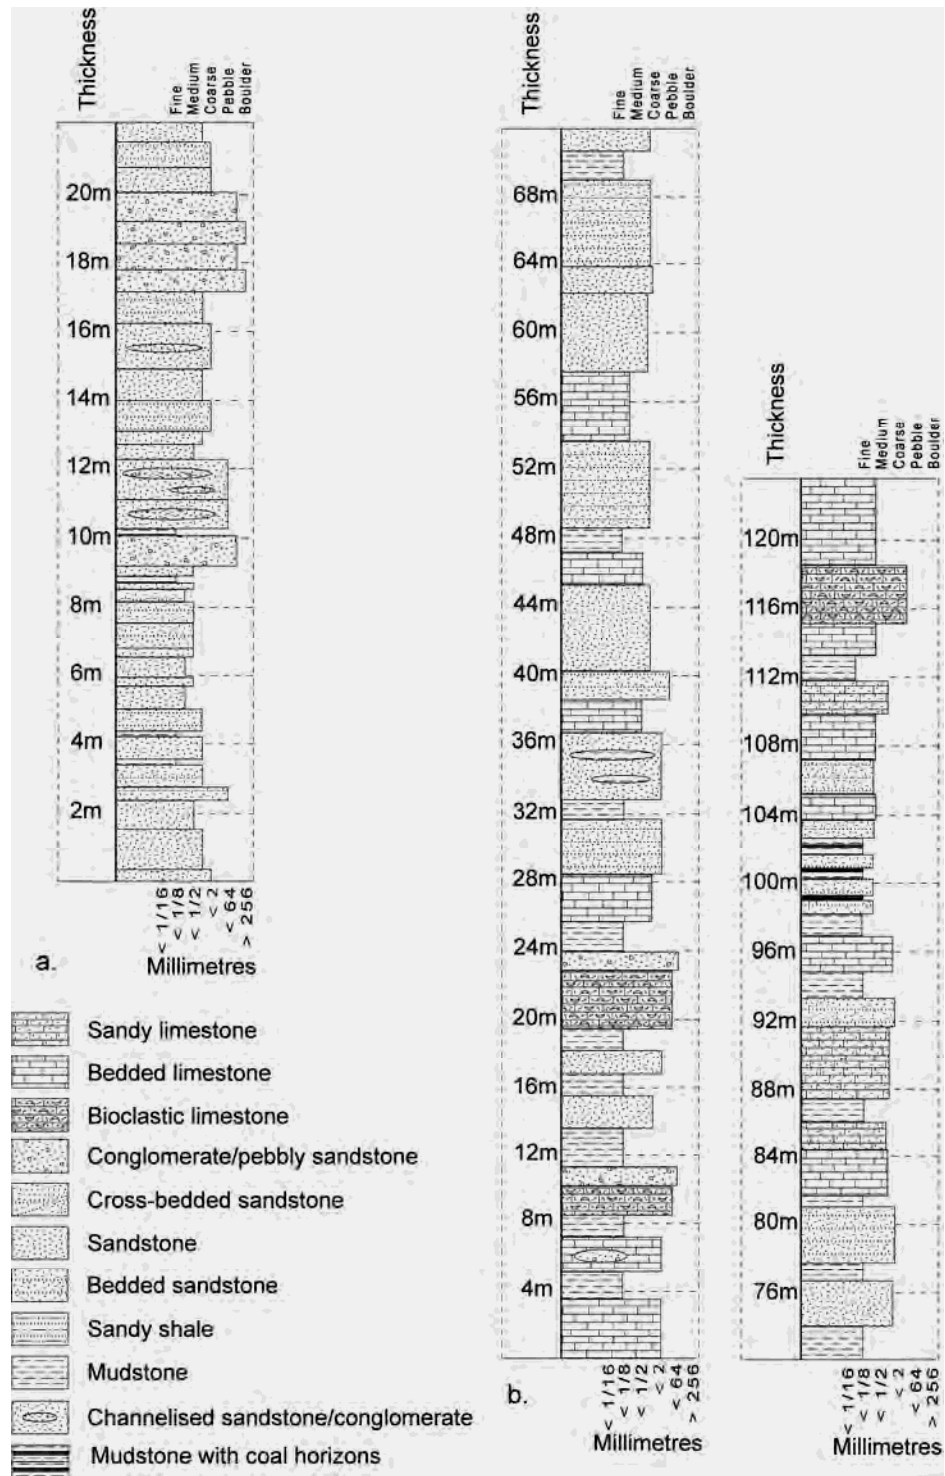 Thickness
Fine
Medium
Coarse
Pebble
Boulder
20m
18m
16m
14m
12m
10m
8m
6m
4m
2m
< 1/16
< 1/8
< 1/2
< 2
< 64
> 256
a.
Millimetres
Sandy limestone
Bedded limestone
Bioclastic limestone
Conglomerate/pebbly sandstone
Cross-bedded sandstone
Sandstone
Bedded sandstone
Sandy shale
Mudstone
Channelised sandstone/conglomerate
Mudstone with coal horizons
Thickness
Fine
Medium
Coarse
Pebble
Boulder
68m
64m
60m
56m
52m
48m
44m
40m
36m
32m
28m
24m
20m
16m
12m
8m
4m
< 1/16
< 1/8
< 1/2
< 2
< 64
> 256
b.
Millimetres
Thickness
Fine
Medium
Coarse
Pebble
Boulder
120m
116m
112m
108m
104m
100m
96m
92m
88m
84m
80m
76m
< 1/16
< 1/8
< 1/2
< 2
< 64
> 256
Millimetres